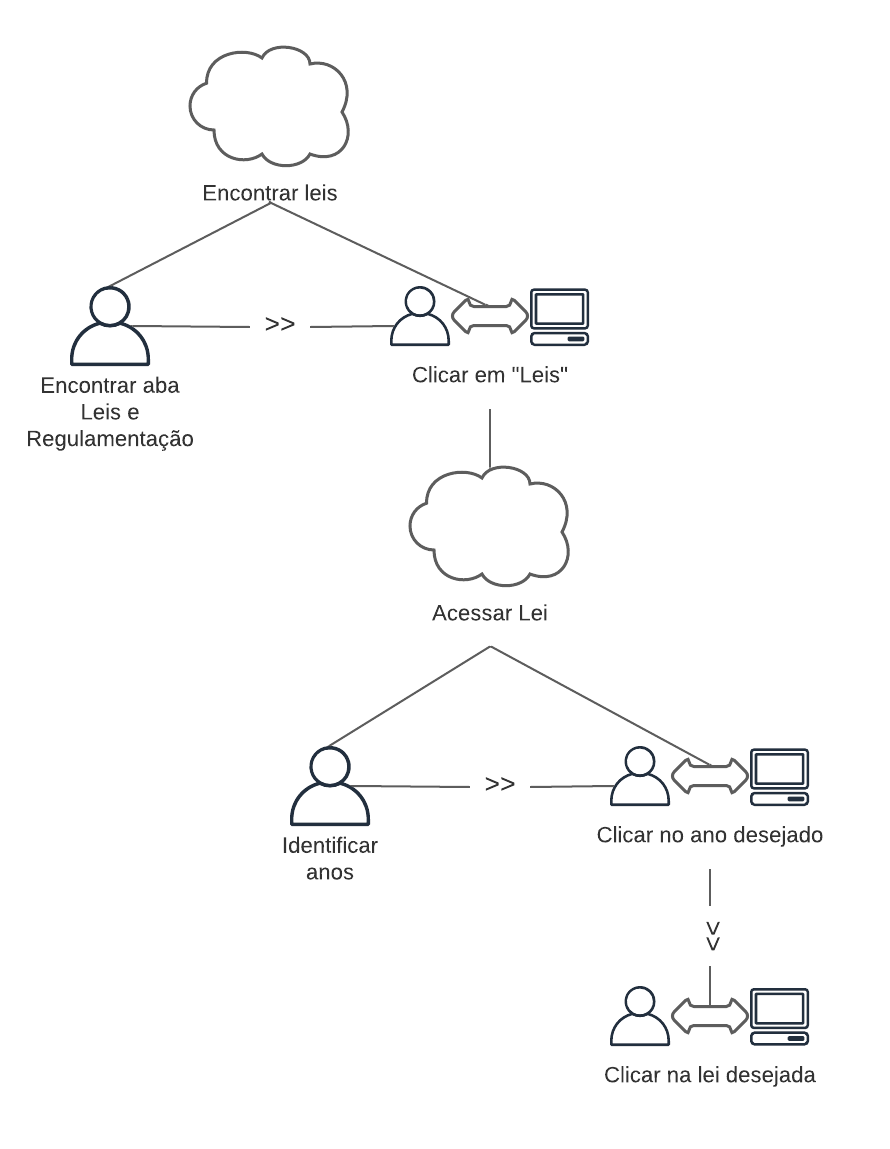 Encontrar leis
>>
Encontrar aba
Leis e
Regulamentação
Clicar em "Leis"
Acessar Lei
>>
Identificar
anos
Clicar no ano desejado
>>
Clicar na lei desejada